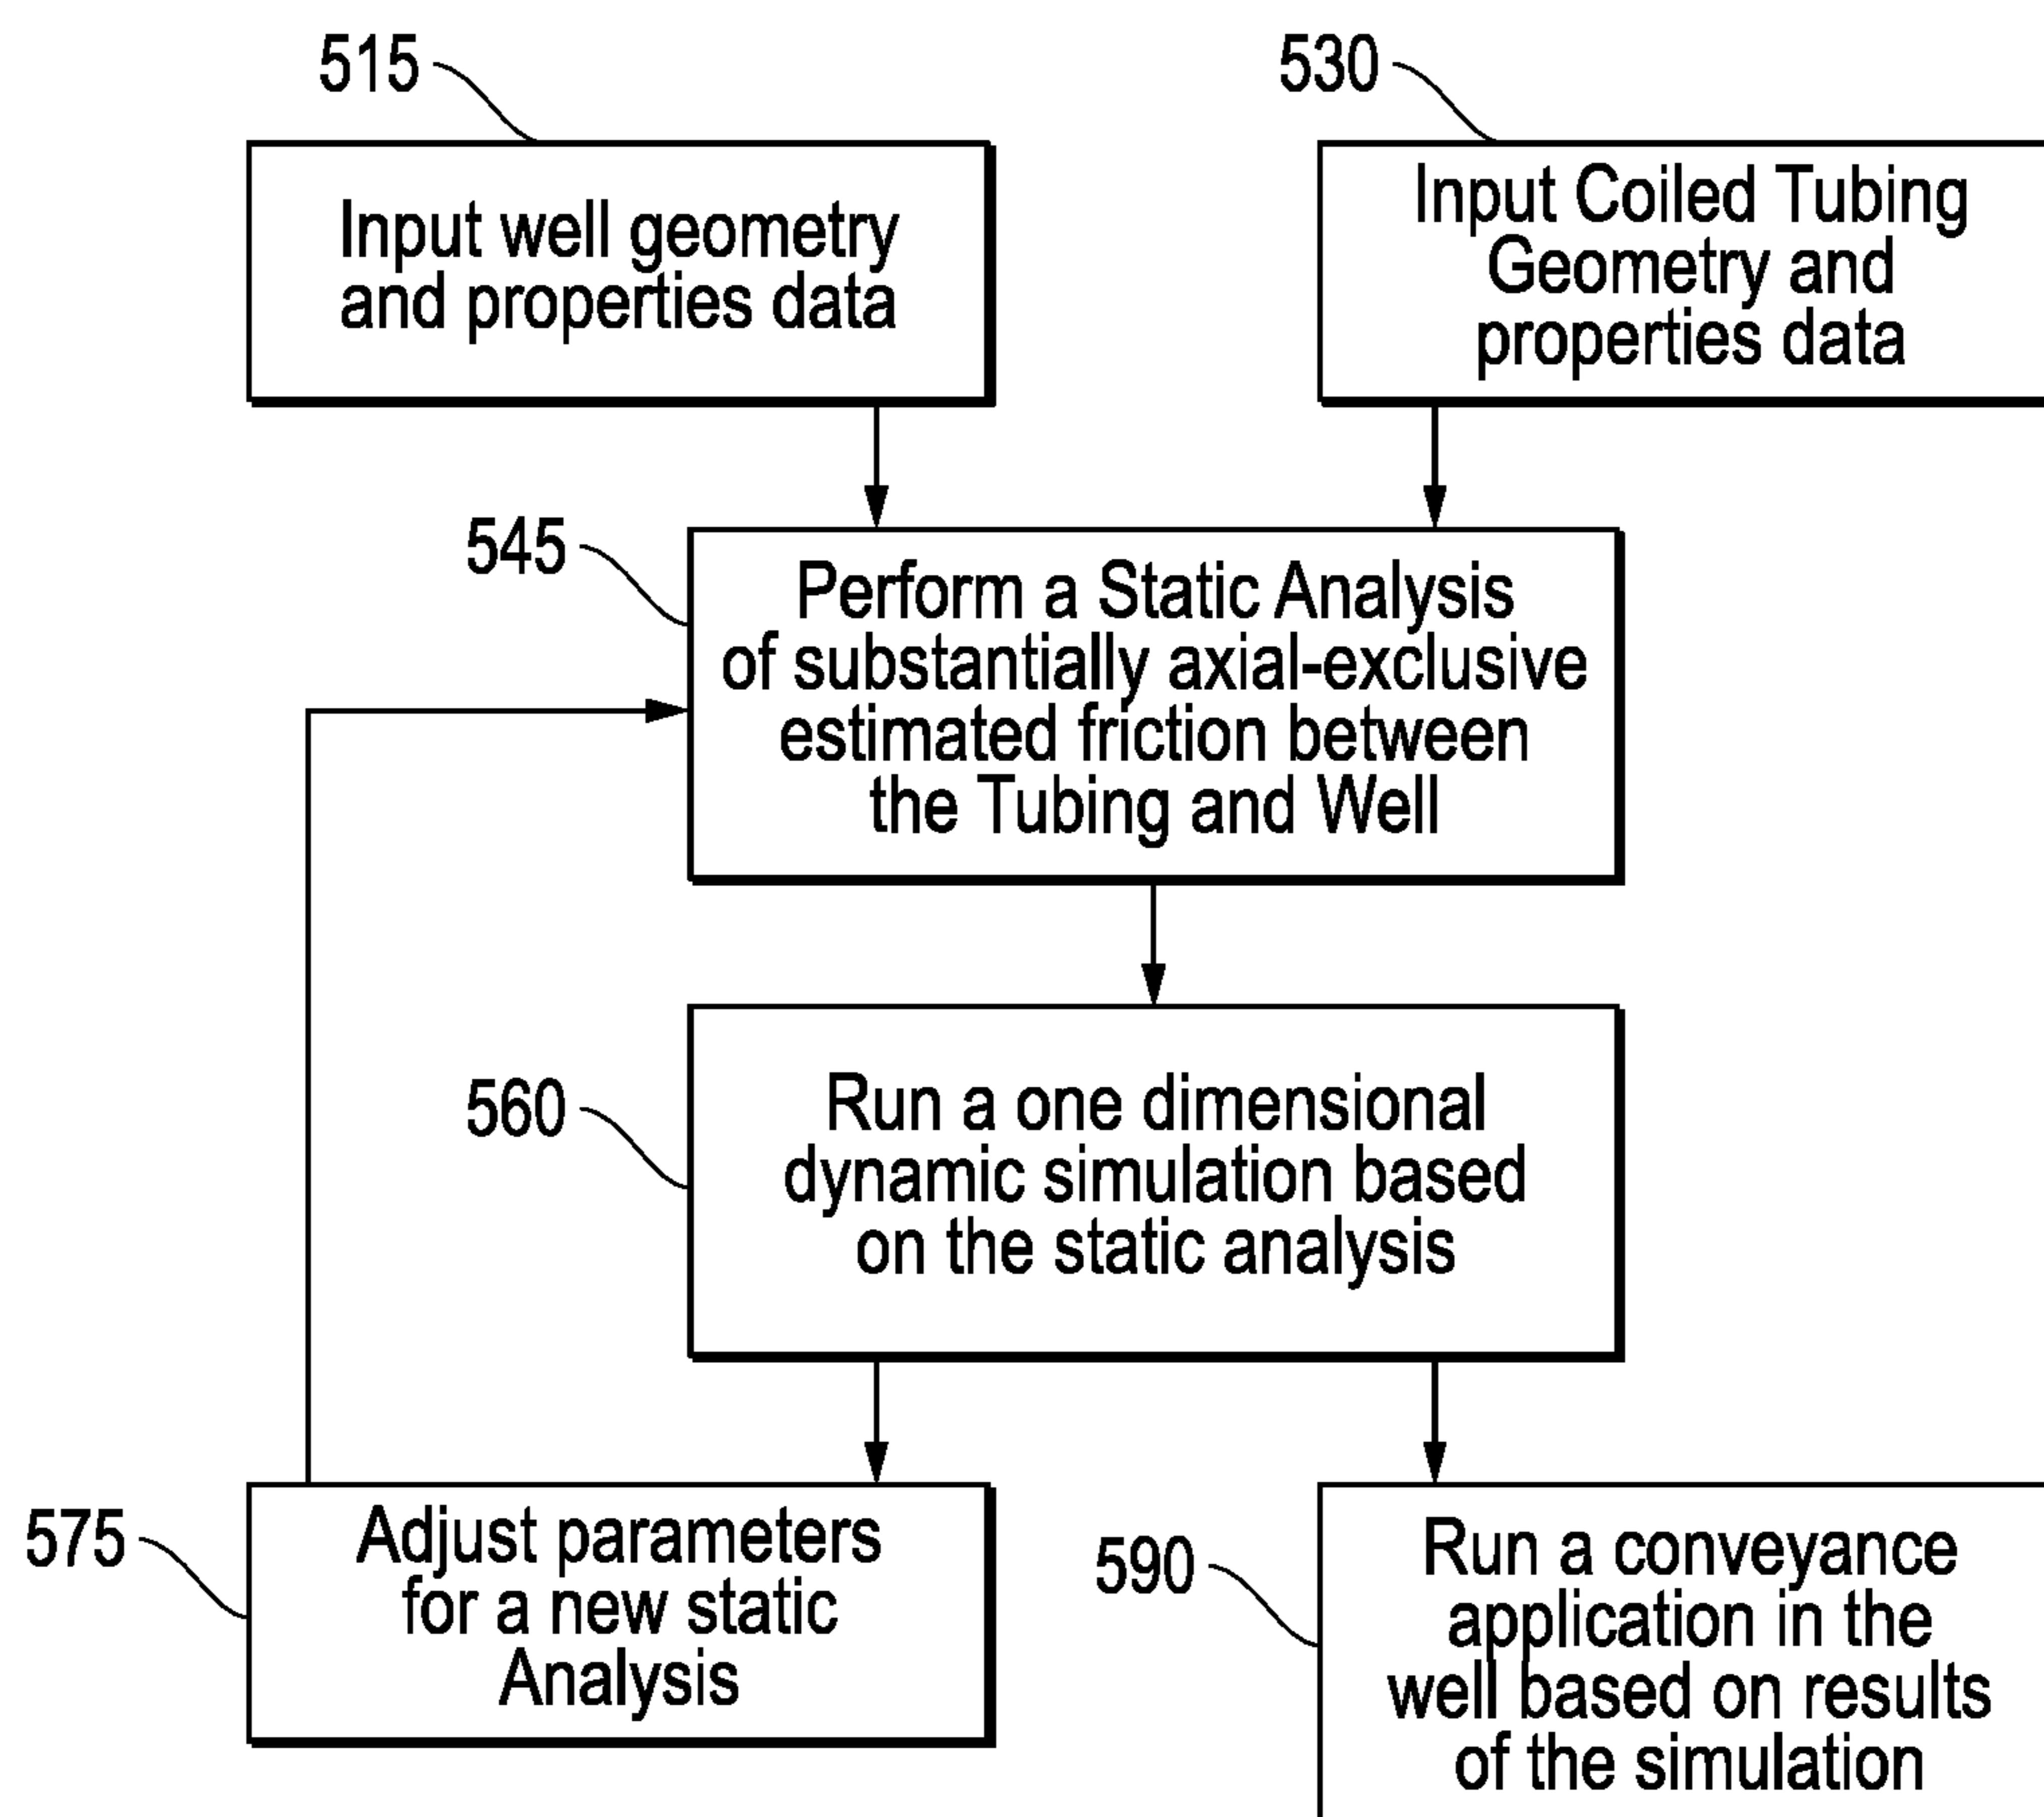 515
Input well geometry
and properties data
530
Input Coiled Tubing
Geometry and
properties data
545
Perform a Static Analysis
of substantially axial-exclusive
estimated friction between
the Tubing and Well
560
Run a one dimensional
dynamic simulation based
on the static analysis
575
Adjust parameters
for a new static
Analysis
590
Run a conveyance
application in the
well based on results
of the simulation